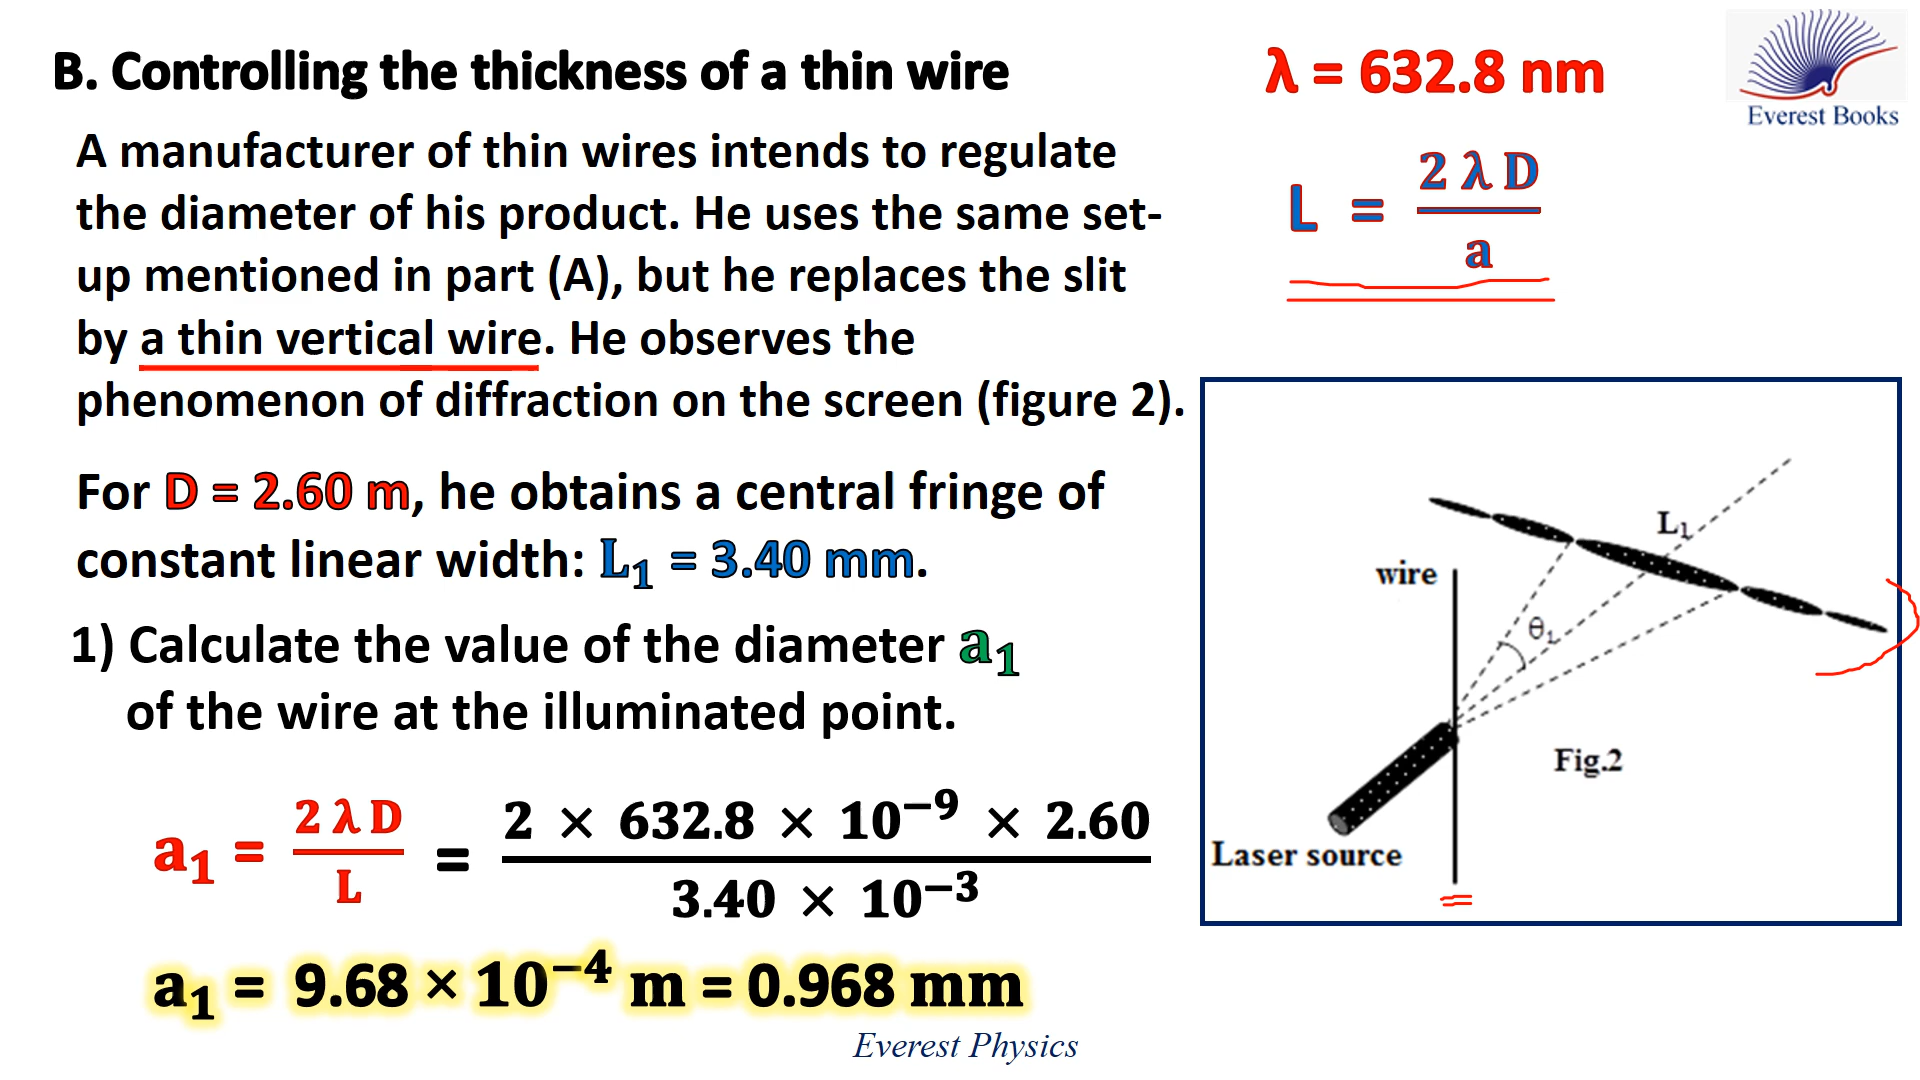 B. Controlling the thickness of a thin wire
λ = 632.8 nm
Everest Books
A manufacturer of thin wires intends to regulate
the diameter of his product. He uses the same set-
up mentioned in part (A), but he replaces the slit
by a thin vertical wire. He observes the
phenomenon of diffraction on the screen (figure 2).
L = 2 λ D / a
For D = 2.60 m, he obtains a central fringe of
constant linear width: L₁ = 3.40 mm.
1) Calculate the value of the diameter a₁
of the wire at the illuminated point.
a₁ = 2 λ D / L = 2 × 632.8 × 10⁻⁹ × 2.60 / 3.40 × 10⁻³
a₁ = 9.68 × 10⁻⁴ m = 0.968 mm
L₁
wire
θ₁
Fig.2
Laser source
Everest Physics